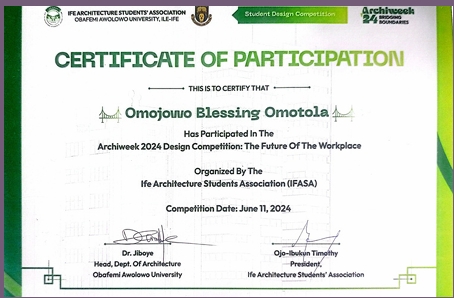 IFE ARCHITECTURE STUDENTS' ASSOCIATION
OBAFEMI AWOLOWO UNIVERSITY, ILE-IFE
Student Design Competition
Archiweek
24 BRIDGING
BOUNDARIES
CERTIFICATE OF PARTICIPATION
THIS IS TO CERTIFY THAT
Omojowo Blessing Omotola
Has Participated In The
Archiweek 2024 Design Competition: The Future Of The Workplace
Organized By The
Ife Architecture Students Association (IFASA)
Competition Date: June 11, 2024
Dr. Jiboye
Head, Dept. Of Architecture
Obafemi Awolowo University
Ojo-Ibukun Timothy
President,
Ife Architecture Students' Association